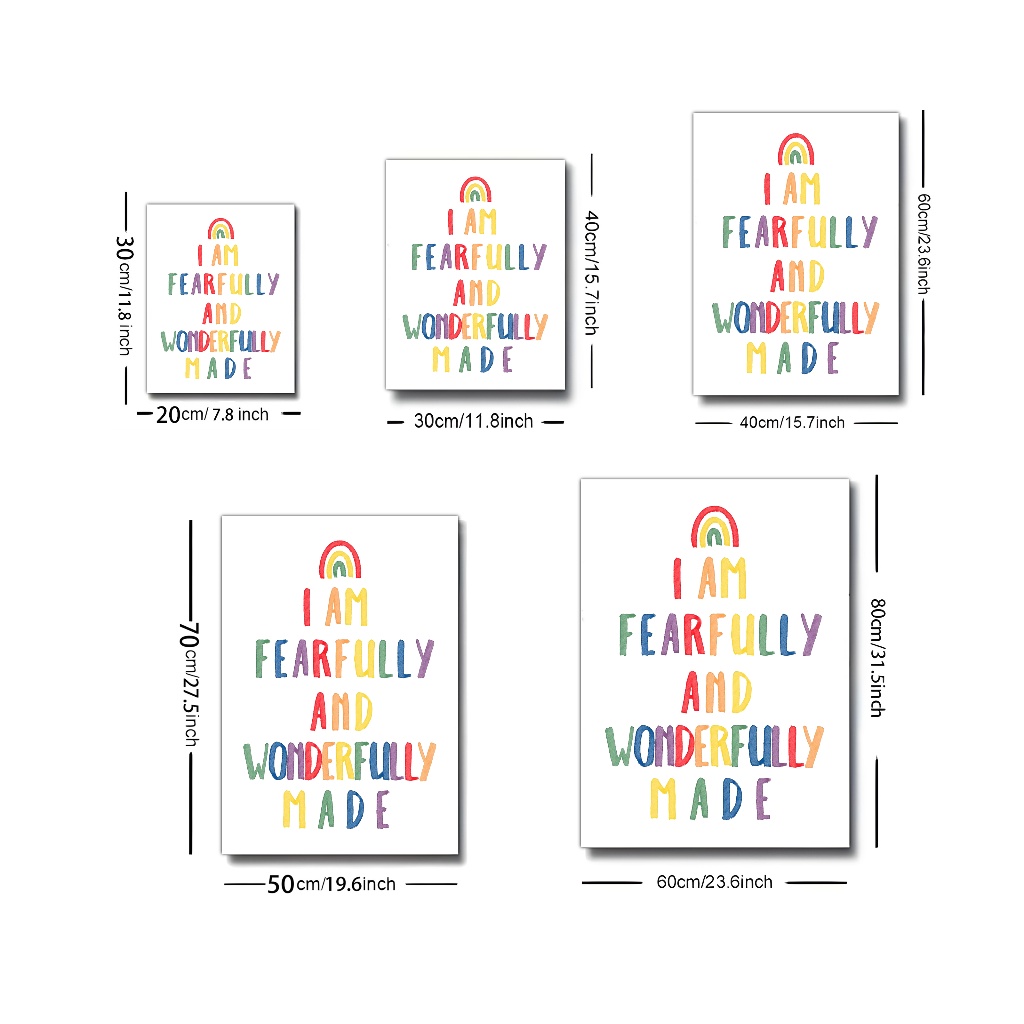 I AM
FEARFULLY
AND
WONDERFULLY
MADE
30cm/11.8 inch
20cm/ 7.8 inch
I AM
FEARFULLY
AND
WONDERFULLY
MADE
40cm/15.7inch
30cm/11.8inch
I AM
FEARFULLY
AND
WONDERFULLY
MADE
60cm/23.6inch
40cm/15.7inch
I AM
FEARFULLY
AND
WONDERFULLY
MADE
70cm/27.5inch
50cm/19.6inch
I AM
FEARFULLY
AND
WONDERFULLY
MADE
80cm/31.5inch
60cm/23.6inch